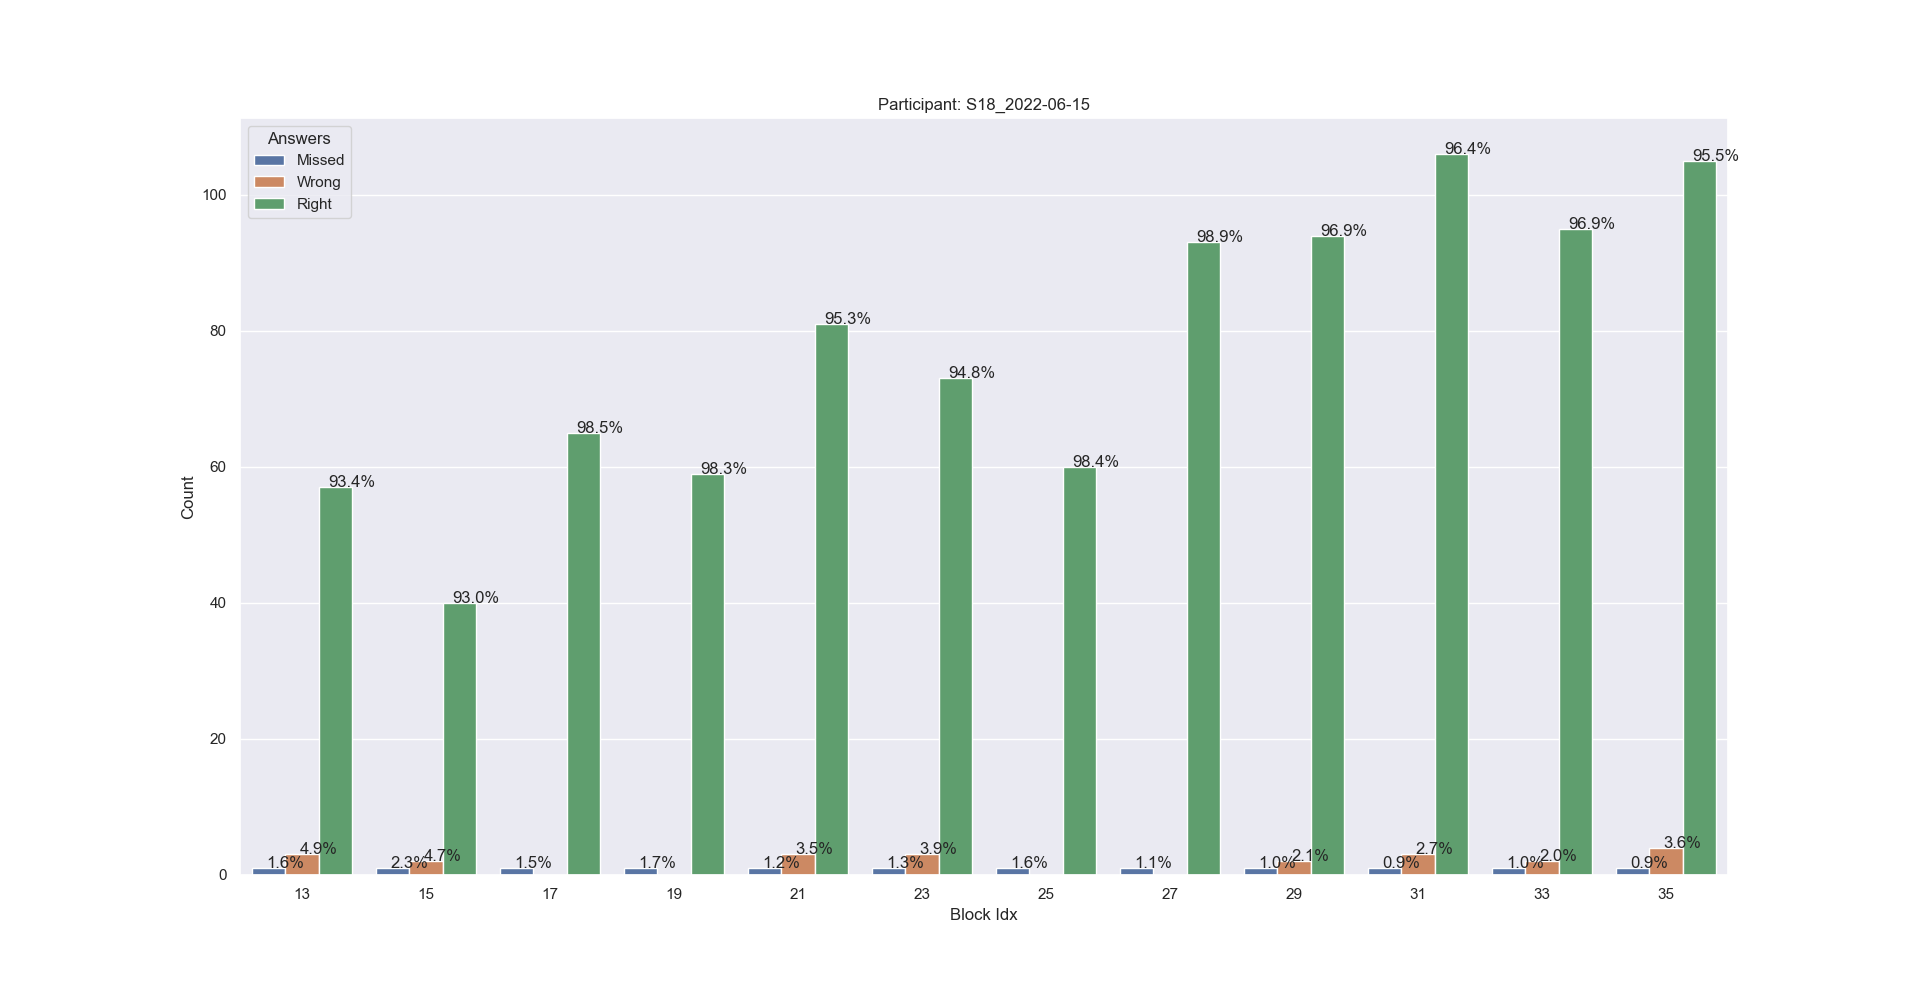 Participant: S18_2022-06-15
Answers
Missed
Wrong
Right
100
80
60
40
20
0
Count
1.6% 4.9% 93.4%
2.3% 4.7% 93.0%
1.5% 98.5%
1.7% 98.3%
1.2% 3.5% 95.3%
1.3% 3.9% 94.8%
1.6% 98.4%
1.1% 98.9%
1.0% 2.1% 96.9%
0.9% 2.7% 96.4%
1.0% 2.0% 96.9%
0.9% 3.6% 95.5%
13 15 17 19 21 23 25 27 29 31 33 35
Block Idx